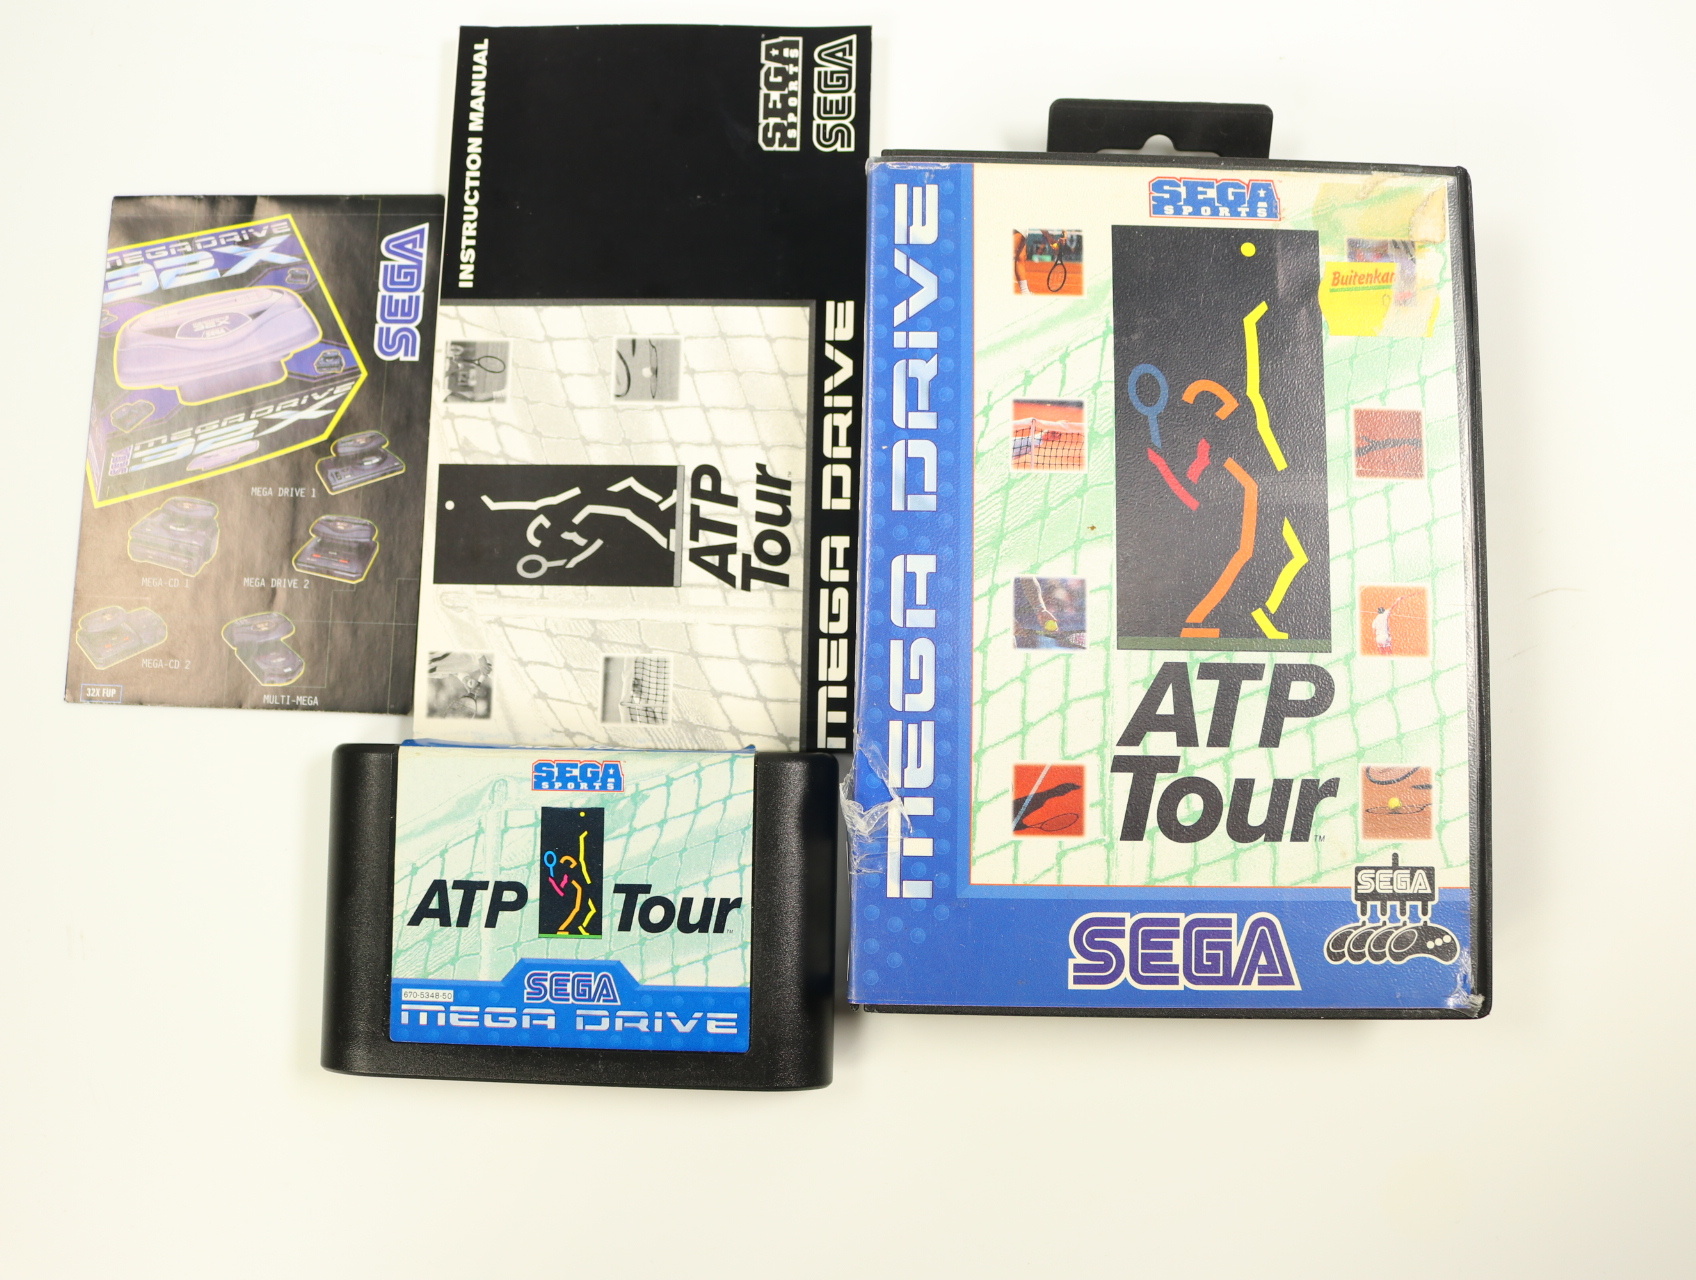 MEGA DRIVE
32X
MEGA DRIVE
32X
SEGA
MEGA DRIVE 1
MEGA-CD 1
MEGA DRIVE 2
MEGA-CD 2
MULTI-MEGA
32X FUP
INSTRUCTION MANUAL
SEGA
SPORTS
SEGA
MEGA DRIVE
ATP
Tour
SEGA
SPORTS
ATP Tour™
670-5348-50
SEGA
MEGA DRIVE
MEGA DRIVE
SEGA
SPORTS
ATP
Tour™
SEGA
SEGA